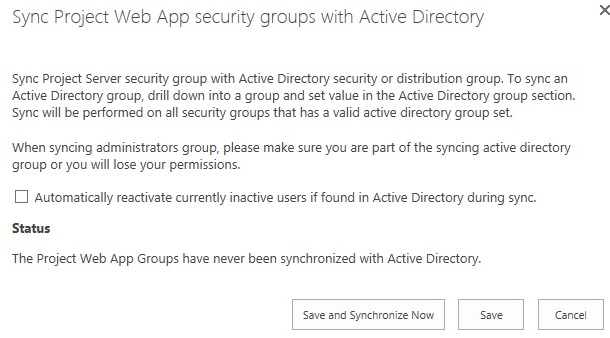 Sync Project Web App security groups with Active Directory
Sync Project Server security group with Active Directory security or distribution group. To sync an
Active Directory group, drill down into a group and set value in the Active Directory group section.
Sync will be performed on all security groups that has a valid active directory group set.
When syncing administrators group, please make sure you are part of the syncing active directory
group or you will lose your permissions.
Automatically reactivate currently inactive users if found in Active Directory during sync.
Status
The Project Web App Groups have never been synchronized with Active Directory.
Save and Synchronize Now Save Cancel